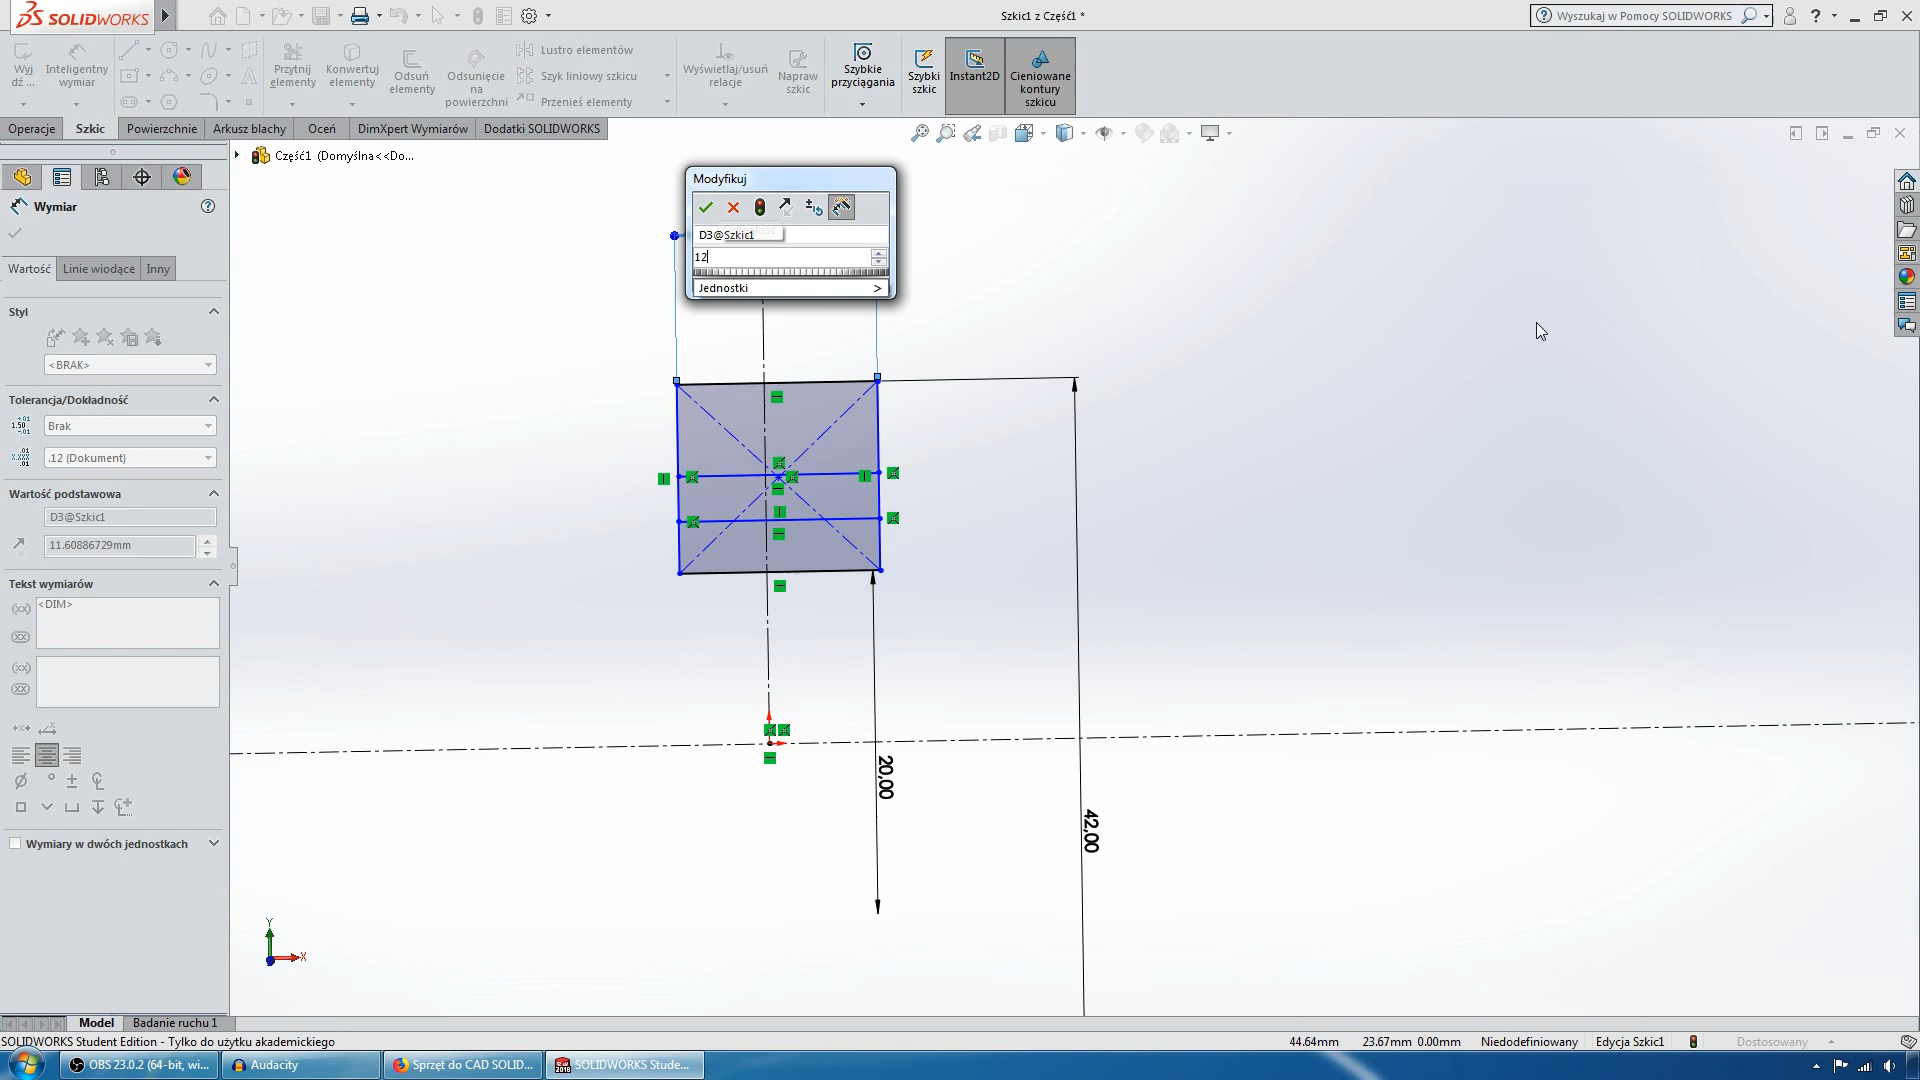 SOLIDWORKS
Szkic1 z Część1 *
Wyszukaj w Pomocy SOLIDWORKS
Wyj dź ...
Inteligentny wymiar
Przytnij elementy
Konwertuj elementy
Odsuń elementy
Odsunięcie na powierzchni
Lustro elementów
Szyk liniowy szkicu
Przenieś elementy
Wyświetlaj/usuń relacje
Napraw szkic
Szybkie przyciągania
Szybki szkic
Instant2D
Cieniowane kontury szkicu
Operacje
Szkic
Powierzchnie
Arkusz blachy
Oceń
DimXpert Wymiarów
Dodatki SOLIDWORKS
Część1 (Domyślna<<Do...
Wymiar
Wartość
Linie wiodące
Inny
Styl
<BRAK>
Tolerancja/Dokładność
Brak
.12 (Dokument)
Wartość podstawowa
D3@Szkic1
11.60886729mm
Tekst wymiarów
<DIM>
Wymiary w dwóch jednostkach
Modyfikuj
D3@Szkic1
12
Jednostki >
20,00
42,00
Y
X
Model
Badanie ruchu 1
SOLIDWORKS Student Edition - Tylko do użytku akademickiego
44.64mm
23.67mm
0.00mm
Niedodefiniowany
Edycja Szkic1
Dostosowany
OBS 23.0.2 (64-bit, wi...
Audacity
Sprzęt do CAD SOLID...
SOLIDWORKS Stude...